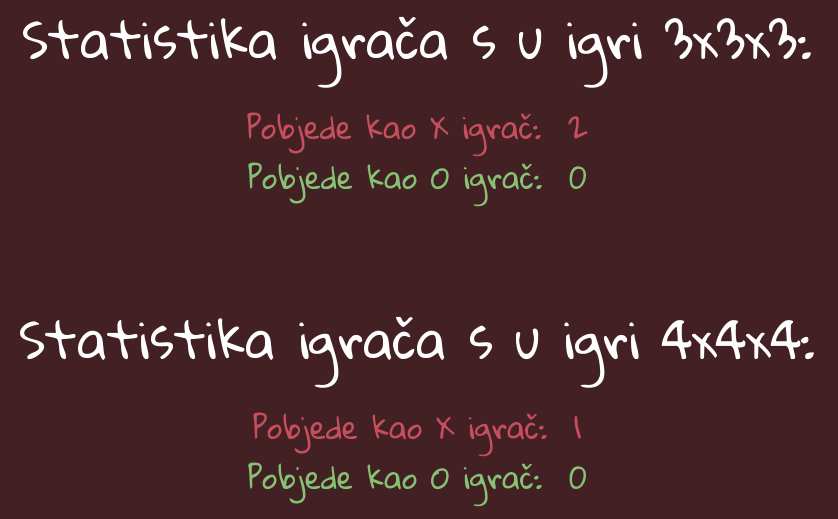 Statistika igrača s u igri 3x3x3:
Pobjede kao X igrač: 2
Pobjede kao O igrač: 0
Statistika igrača s u igri 4x4x4:
Pobjede kao X igrač: 1
Pobjede kao O igrač: 0